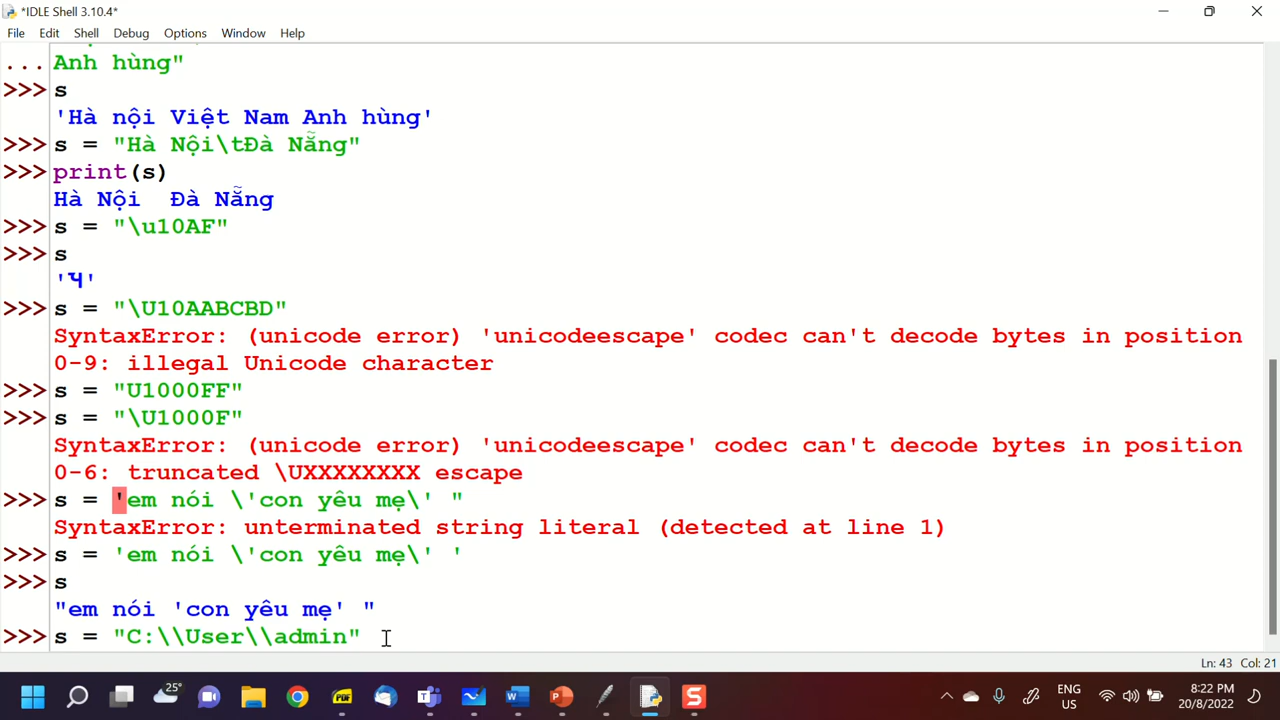 *IDLE Shell 3.10.4*
File Edit Shell Debug Options Window Help
... Anh hùng"
>>> s
'Hà nội Việt Nam Anh hùng'
>>> s = "Hà Nội\tĐà Nẵng"
>>> print(s)
Hà Nội Đà Nẵng
>>> s = "\u10AF"
>>> s
'Ⴏ'
>>> s = "\U10AABCBD"
SyntaxError: (unicode error) 'unicodeescape' codec can't decode bytes in position
0-9: illegal Unicode character
>>> s = "U1000FF"
>>> s = "\U1000F"
SyntaxError: (unicode error) 'unicodeescape' codec can't decode bytes in position
0-6: truncated \UXXXXXXXX escape
>>> s = 'em nói \'con yêu mẹ\' "
SyntaxError: unterminated string literal (detected at line 1)
>>> s = 'em nói \'con yêu mẹ\' '
>>> s
"em nói 'con yêu mẹ' "
>>> s = "C:\\User\\admin"
Ln: 43 Col: 21
25°
PDF
ENG
US
8:22 PM
20/8/2022